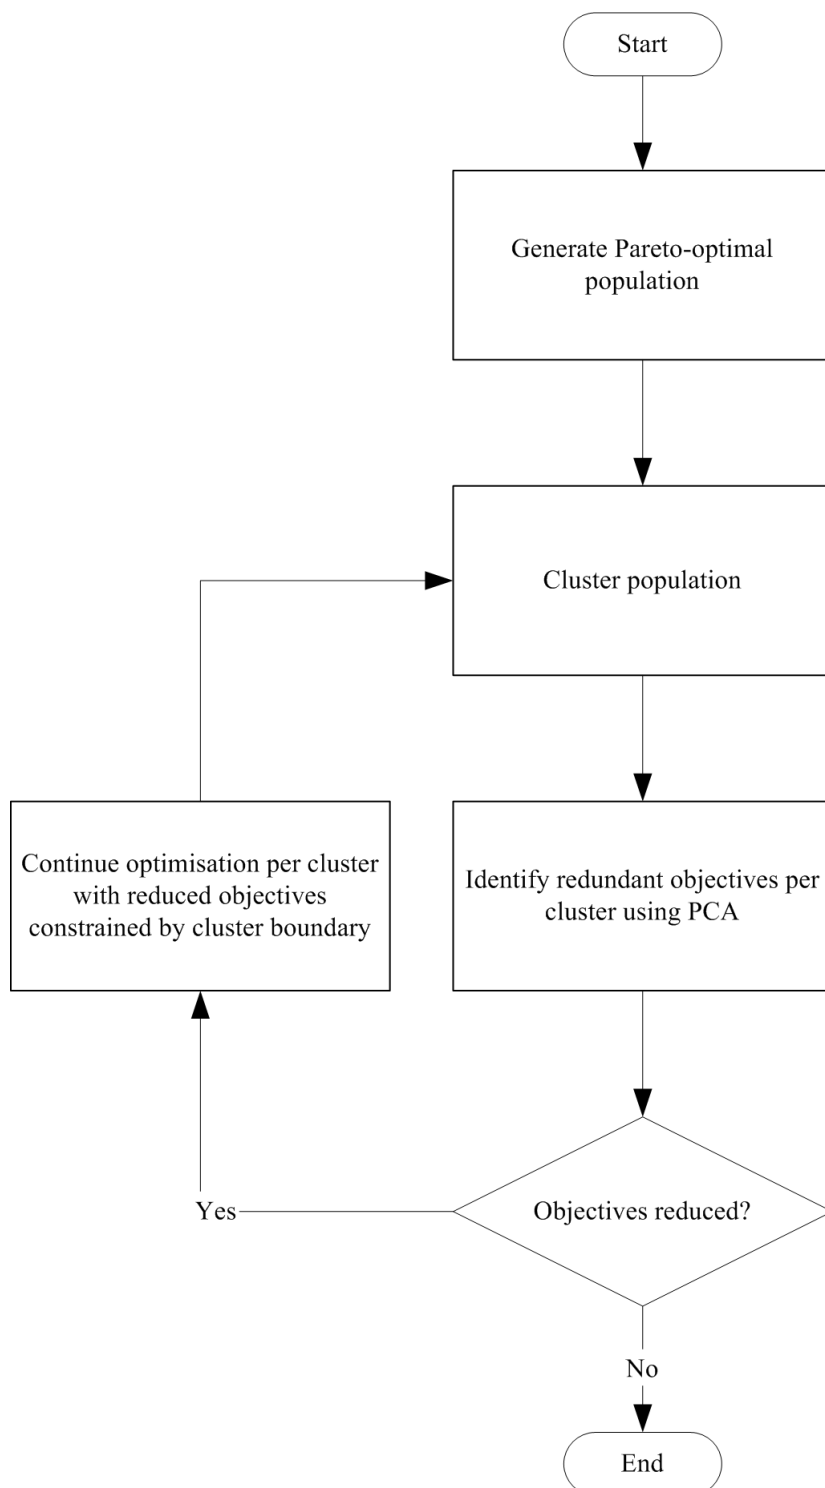 Start
Generate Pareto-optimal
population
Cluster population
Continue optimisation per cluster
with reduced objectives
constrained by cluster boundary
Identify redundant objectives per
cluster using PCA
Objectives reduced?
Yes
No
End